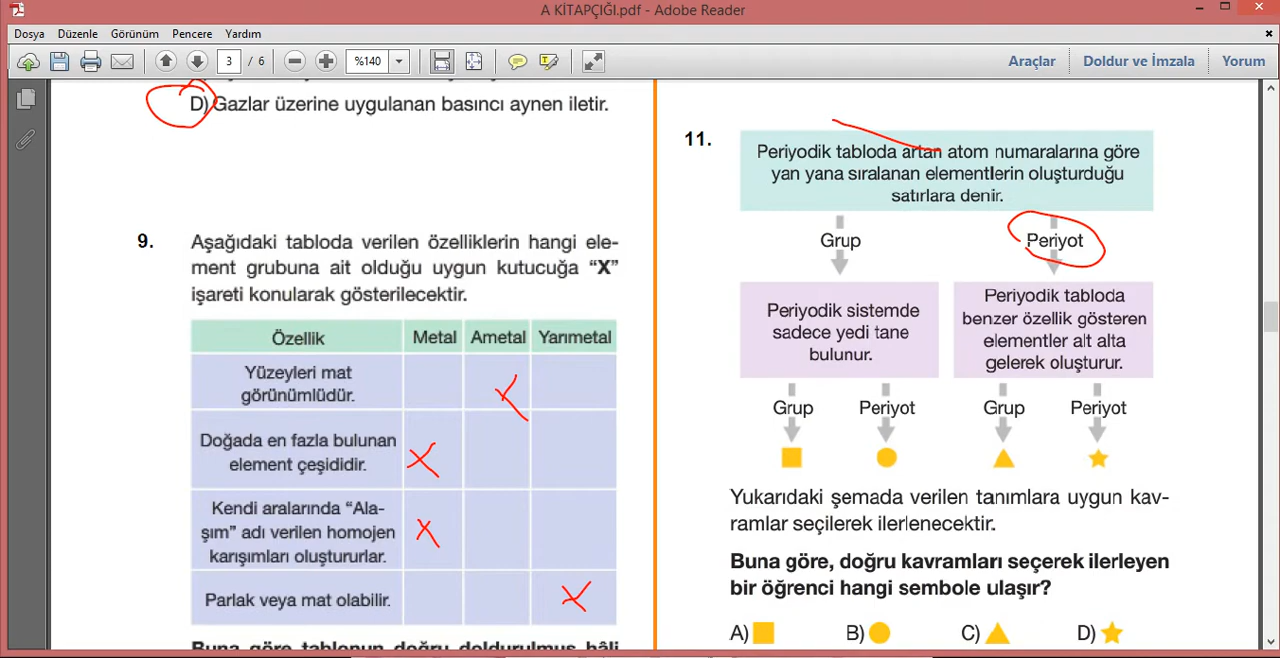 A KİTAPÇIĞI.pdf - Adobe Reader
Dosya Düzenle Görünüm Pencere Yardım
3 / 6 %140 Araçlar Doldur ve İmzala Yorum
D) Gazlar üzerine uygulanan basıncı aynen iletir.
9. Aşağıdaki tabloda verilen özelliklerin hangi ele-
ment grubuna ait olduğu uygun kutucuğa “X”
işareti konularak gösterilecektir.
Özellik Metal Ametal Yarımetal
Yüzeyleri mat
görünümlüdür.
X
Doğada en fazla bulunan
element çeşididir.
X
Kendi aralarında “Ala-
şım” adı verilen homojen
karışımları oluştururlar.
X
Parlak veya mat olabilir.
X
Buna göre tablonun doğru doldurulmuş hâli
11.
Periyodik tabloda artan atom numaralarına göre
yan yana sıralanan elementlerin oluşturduğu
satırlara denir.
Grup Periyot
Periyodik sistemde
sadece yedi tane
bulunur.
Periyodik tabloda
benzer özellik gösteren
elementler alt alta
gelerek oluşturur.
Grup Periyot Grup Periyot
Yukarıdaki şemada verilen tanımlara uygun kav-
ramlar seçilerek ilerlenecektir.
Buna göre, doğru kavramları seçerek ilerleyen
bir öğrenci hangi sembole ulaşır?
A) B) C) D)